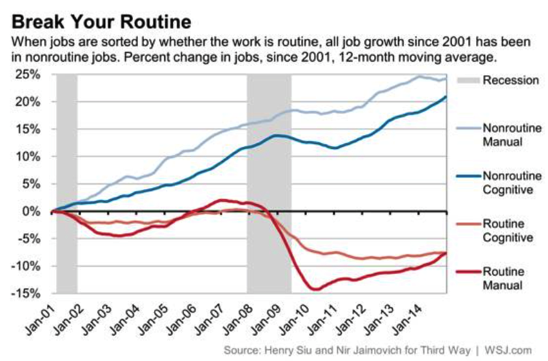 Break Your Routine
When jobs are sorted by whether the work is routine, all job growth since 2001 has been
in nonroutine jobs. Percent change in jobs, since 2001, 12-month moving average.
25%
20%
15%
10%
5%
0%
-5%
-10%
-15%
Jan-01
Jan-02
Jan-03
Jan-04
Jan-05
Jan-06
Jan-07
Jan-08
Jan-09
Jan-10
Jan-11
Jan-12
Jan-13
Jan-14
Recession
Nonroutine
Manual
Nonroutine
Cognitive
Routine
Cognitive
Routine
Manual
Source: Henry Siu and Nir Jaimovich for Third Way | WSJ.com